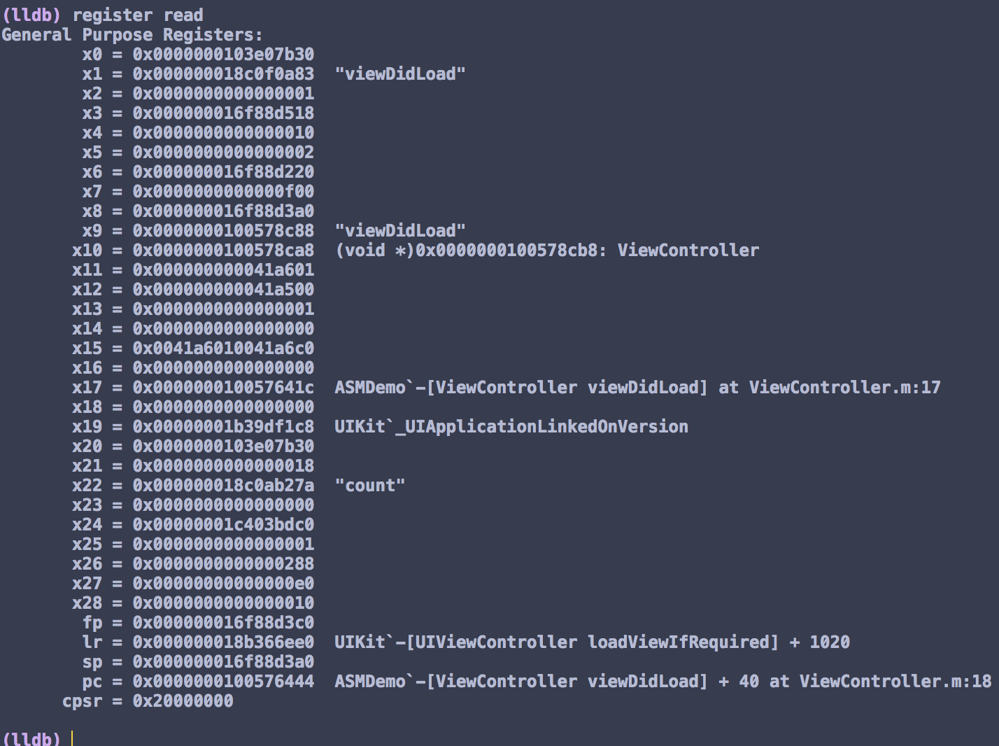 (lldb) register read
General Purpose Registers:
x0 = 0x0000000103e07b30
x1 = 0x000000018c0f0a83 "viewDidLoad"
x2 = 0x0000000000000001
x3 = 0x000000016f88d518
x4 = 0x0000000000000010
x5 = 0x0000000000000002
x6 = 0x000000016f88d220
x7 = 0x0000000000000f00
x8 = 0x000000016f88d3a0
x9 = 0x0000000100578c88 "viewDidLoad"
x10 = 0x0000000100578ca8 (void *)0x0000000100578cb8: ViewController
x11 = 0x000000000041a601
x12 = 0x000000000041a500
x13 = 0x0000000000000001
x14 = 0x0000000000000000
x15 = 0x0041a6010041a6c0
x16 = 0x0000000000000000
x17 = 0x000000010057641c ASMDemo`-[ViewController viewDidLoad] at ViewController.m:17
x18 = 0x0000000000000000
x19 = 0x00000001b39df1c8 UIKit`_UIApplicationLinkedOnVersion
x20 = 0x0000000103e07b30
x21 = 0x0000000000000018
x22 = 0x000000018c0ab27a "count"
x23 = 0x0000000000000000
x24 = 0x00000001c403bdc0
x25 = 0x0000000000000001
x26 = 0x0000000000000288
x27 = 0x00000000000000e0
x28 = 0x0000000000000010
fp = 0x000000016f88d3c0
lr = 0x000000018b366ee0 UIKit`-[UIViewController loadViewIfRequired] + 1020
sp = 0x000000016f88d3a0
pc = 0x0000000100576444 ASMDemo`-[ViewController viewDidLoad] + 40 at ViewController.m:18
cpsr = 0x20000000
(lldb)